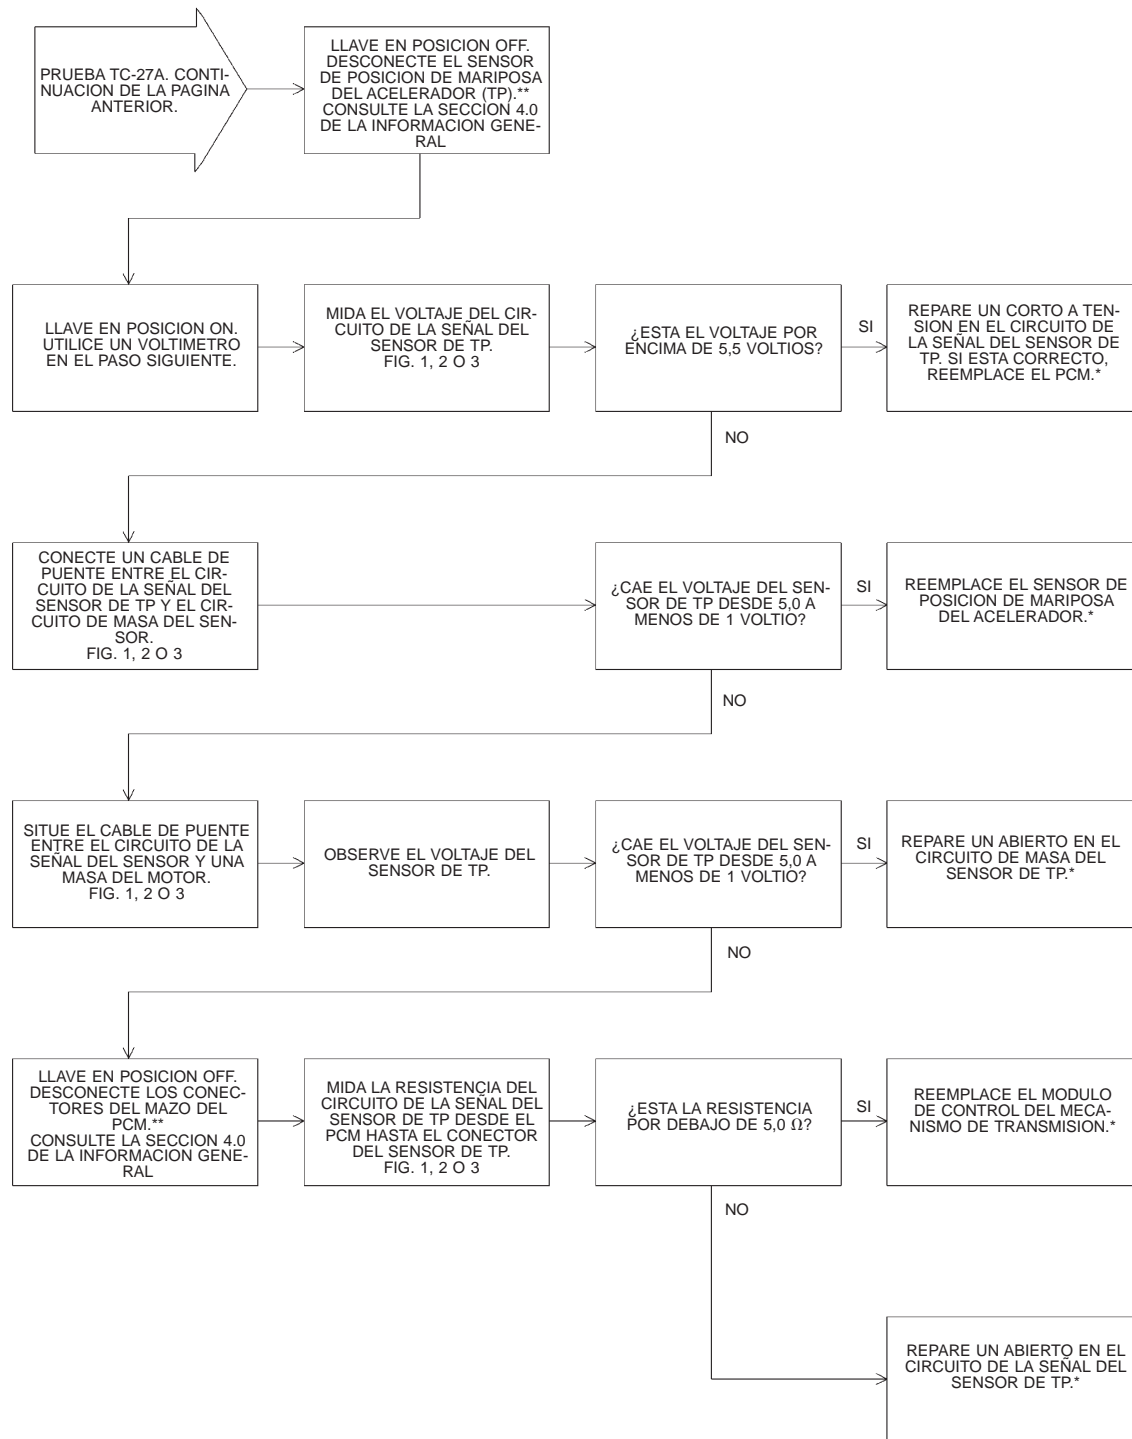 PRUEBA TC-27A. CONTI-
NUACION DE LA PAGINA
ANTERIOR.
LLAVE EN POSICION OFF.
DESCONECTE EL SENSOR
DE POSICION DE MARIPOSA
DEL ACELERADOR (TP).**
CONSULTE LA SECCION 4.0
DE LA INFORMACION GENE-
RAL
LLAVE EN POSICION ON.
UTILICE UN VOLTIMETRO
EN EL PASO SIGUIENTE.
MIDA EL VOLTAJE DEL CIR-
CUITO DE LA SEÑAL DEL
SENSOR DE TP.
FIG. 1, 2 O 3
¿ESTA EL VOLTAJE POR
ENCIMA DE 5,5 VOLTIOS?
SI
REPARE UN CORTO A TEN-
SION EN EL CIRCUITO DE
LA SEÑAL DEL SENSOR DE
TP. SI ESTA CORRECTO,
REEMPLACE EL PCM.*
NO
CONECTE UN CABLE DE
PUENTE ENTRE EL CIR-
CUITO DE LA SEÑAL DEL
SENSOR DE TP Y EL CIR-
CUITO DE MASA DEL SEN-
SOR.
FIG. 1, 2 O 3
¿CAE EL VOLTAJE DEL SEN-
SOR DE TP DESDE 5,0 A
MENOS DE 1 VOLTIO?
SI
REEMPLACE EL SENSOR DE
POSICION DE MARIPOSA
DEL ACELERADOR.*
NO
SITUE EL CABLE DE PUENTE
ENTRE EL CIRCUITO DE LA
SEÑAL DEL SENSOR Y UNA
MASA DEL MOTOR.
FIG. 1, 2 O 3
OBSERVE EL VOLTAJE DEL
SENSOR DE TP.
¿CAE EL VOLTAJE DEL SEN-
SOR DE TP DESDE 5,0 A
MENOS DE 1 VOLTIO?
SI
REPARE UN ABIERTO EN EL
CIRCUITO DE MASA DEL
SENSOR DE TP.*
NO
LLAVE EN POSICION OFF.
DESCONECTE LOS CONEC-
TORES DEL MAZO DEL
PCM.**
CONSULTE LA SECCION 4.0
DE LA INFORMACION GENE-
RAL
MIDA LA RESISTENCIA DEL
CIRCUITO DE LA SEÑAL DEL
SENSOR DE TP DESDE EL
PCM HASTA EL CONECTOR
DEL SENSOR DE TP.
FIG. 1, 2 O 3
¿ESTA LA RESISTENCIA
POR DEBAJO DE 5,0 Ω?
SI
REEMPLACE EL MODULO
DE CONTROL DEL MECA-
NISMO DE TRANSMISION.*
NO
REPARE UN ABIERTO EN EL
CIRCUITO DE LA SEÑAL DEL
SENSOR DE TP.*